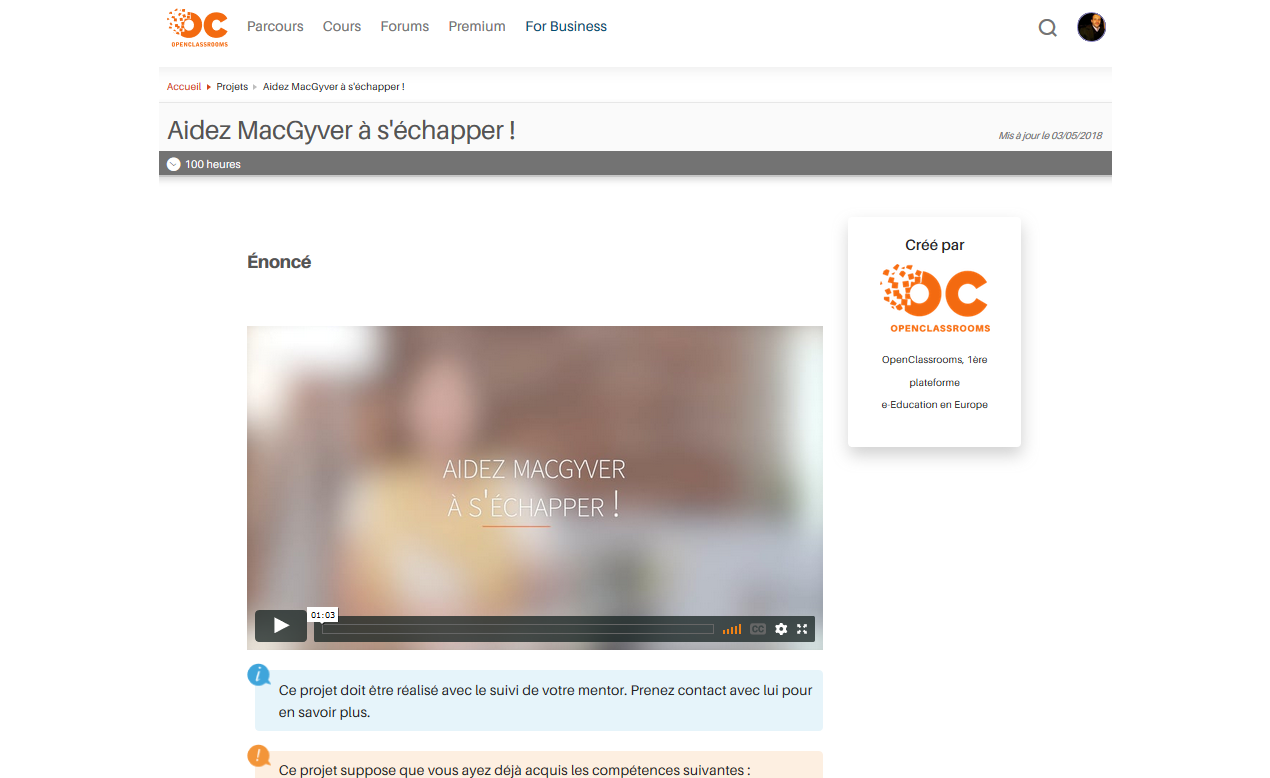 OPENCLASSROOMS
Parcours Cours Forums Premium For Business
Accueil Projets Aidez MacGyver à s'échapper !
Aidez MacGyver à s'échapper !
Mis à jour le 03/05/2018
100 heures
Énoncé
AIDEZ MACGYVER
À S'ÉCHAPPER !
01:03
CC
Ce projet doit être réalisé avec le suivi de votre mentor. Prenez contact avec lui pour
en savoir plus.
Ce projet suppose que vous ayez déjà acquis les compétences suivantes :
Créé par
OC
OPENCLASSROOMS
OpenClassrooms, 1ère
plateforme
e-Education en Europe